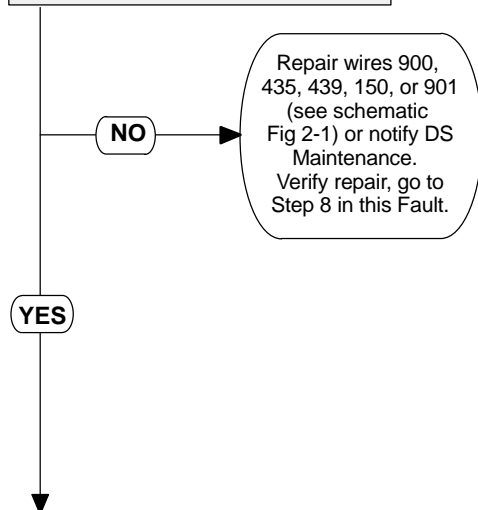 Repair wires 900,
435, 439, 150, or 901
(see schematic
Fig 2-1) or notify DS
Maintenance.
Verify repair, go to
Step 8 in this Fault.
NO
YES